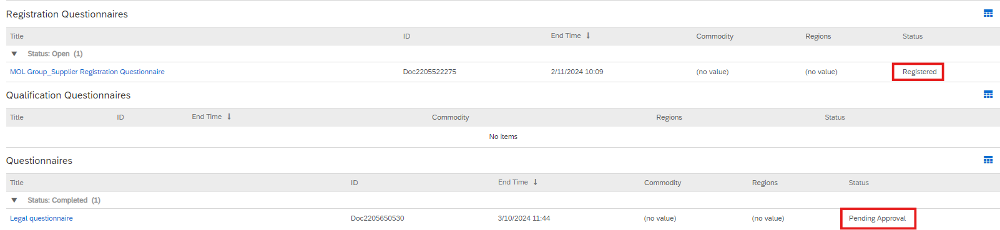 Registration Questionnaires
Title ID End Time Commodity Regions Status
Status: Open (1)
MOL Group_Supplier Registration Questionnaire Doc2205522275 2/11/2024 10:09 (no value) (no value) Registered
Qualification Questionnaires
Title ID End Time Commodity Regions Status
No items
Questionnaires
Title ID End Time Commodity Regions Status
Status: Completed (1)
Legal questionnaire Doc2205650530 3/10/2024 11:44 (no value) (no value) Pending Approval